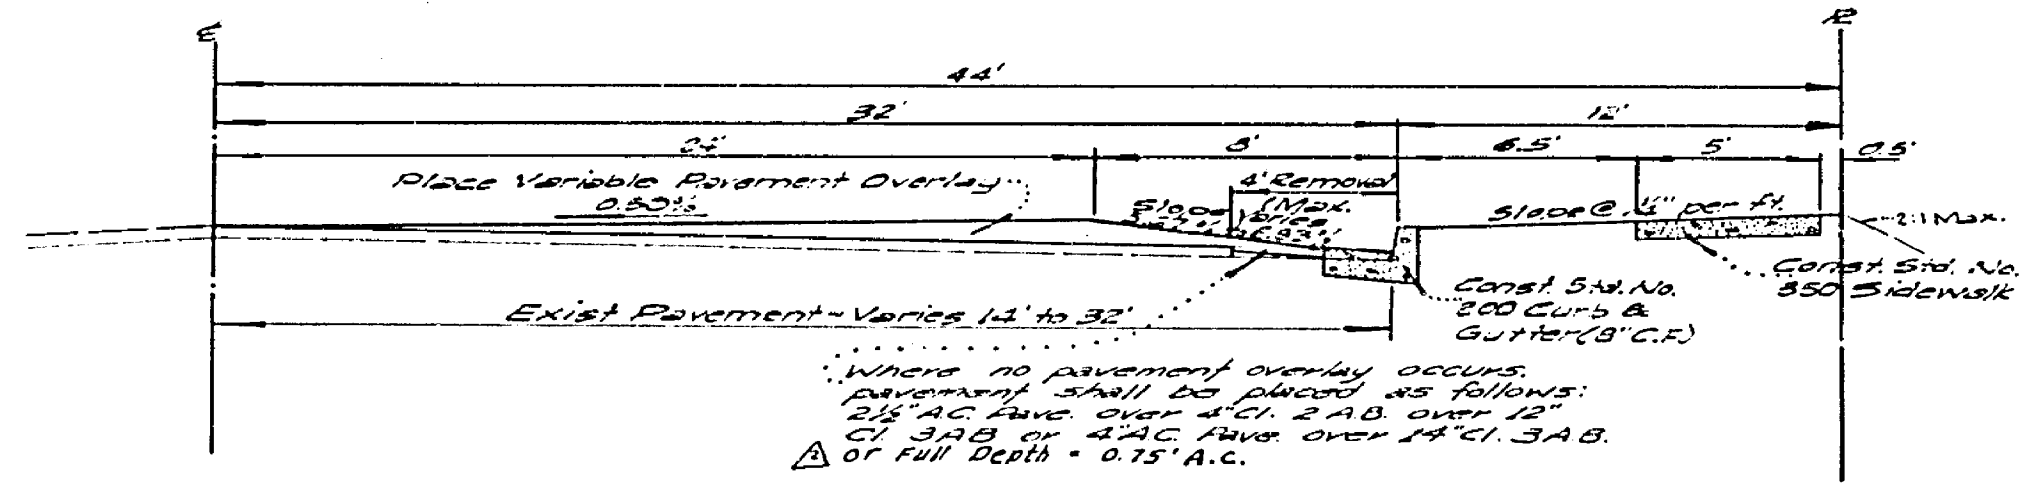 44'
32'
12'
24'
8'
6.5'
5'
0.5'
Place Variable Pavement Overlay
4' Removal
0.50%
Slope Varies
Max.
Slope @ ¼" per ft.
2:1 Max.
Const. Std. No.
350 Sidewalk
Const. Std. No.
200 Curb &
Gutter (8" C.F.)
Exist Pavement - Varies 14' to 32'
Where no pavement overlay occurs,
pavement shall be placed as follows:
2½" A.C. Pave. over 4" Cl. 2 A.B. over 12"
Cl. 3 A.B. or 4" A.C. Pave. over 14" Cl. 3 A.B.
or Full Depth = 0.75' A.C.